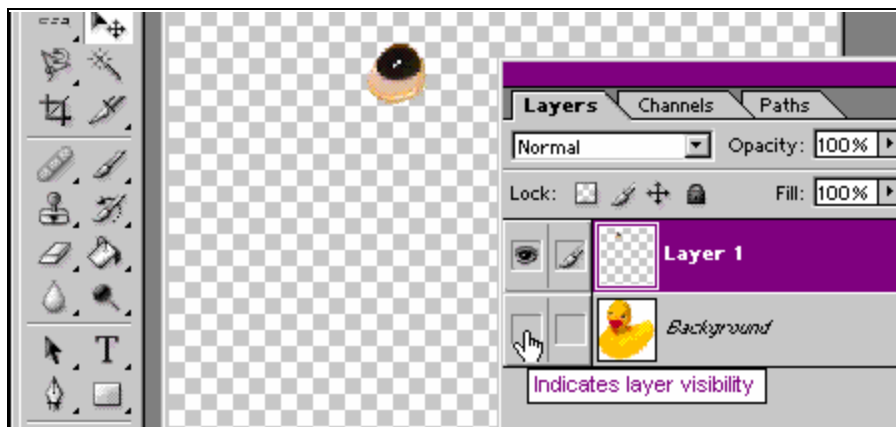 Layers Channels Paths
Normal Opacity: 100%
Lock: Fill: 100%
Layer 1
Background
Indicates layer visibility
T